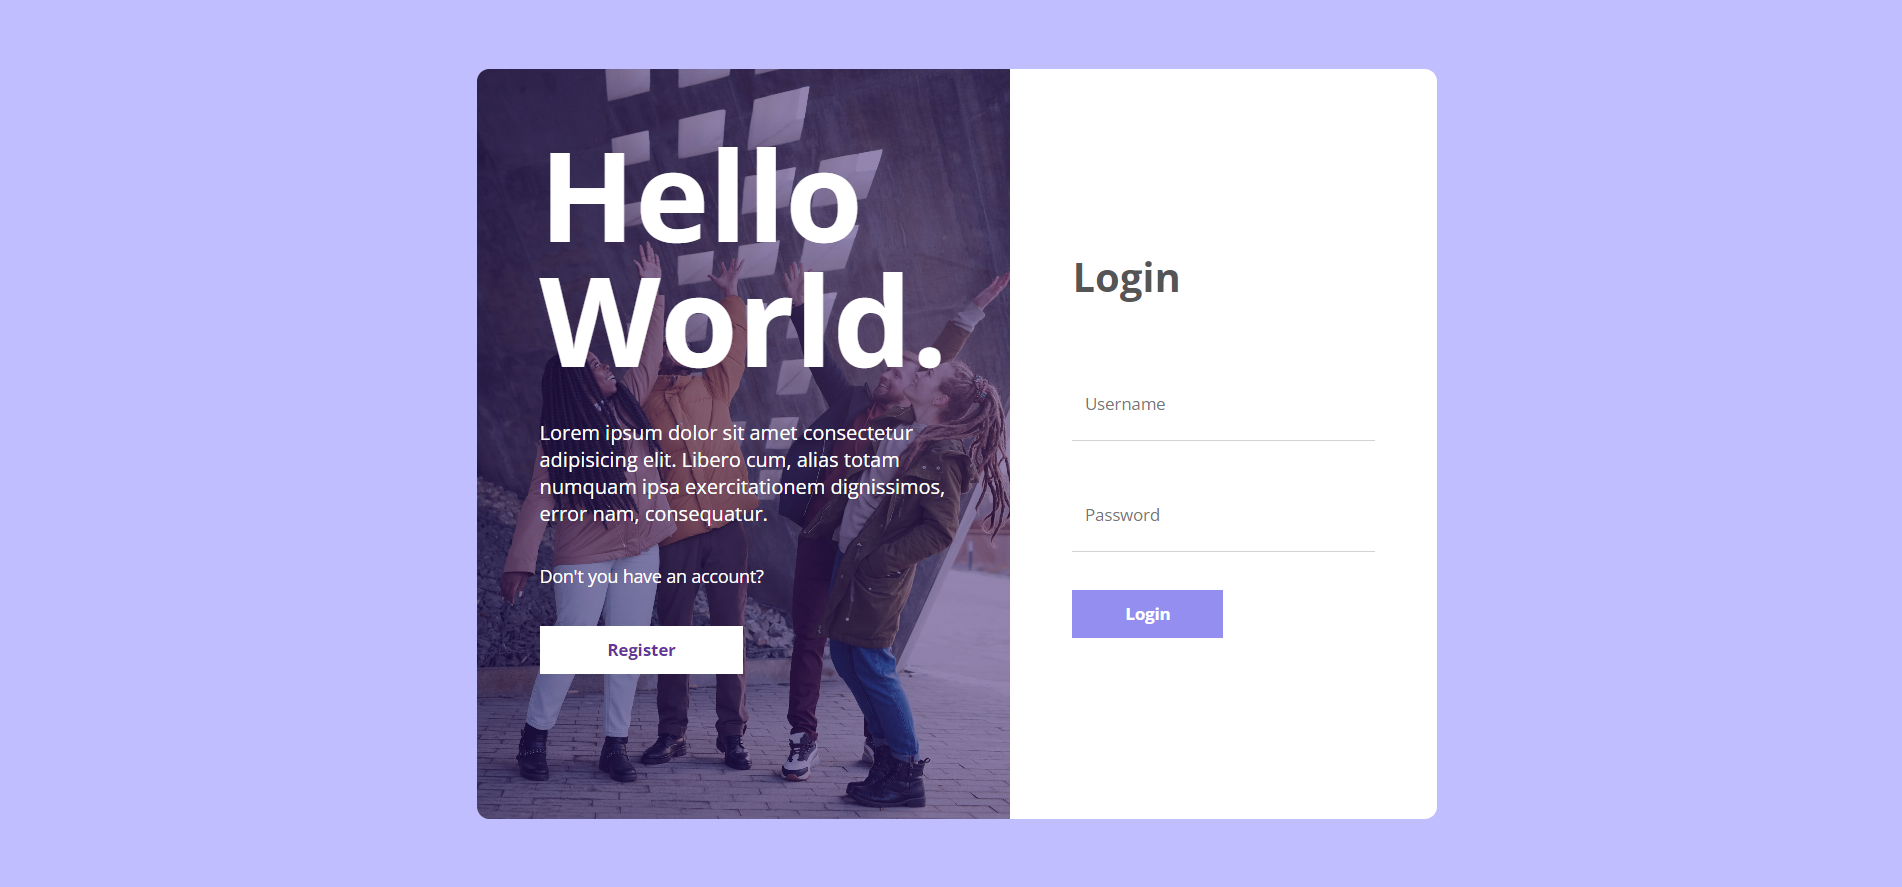 Hello
World.
Lorem ipsum dolor sit amet consectetur
adipisicing elit. Libero cum, alias totam
numquam ipsa exercitationem dignissimos,
error nam, consequatur.
Don't you have an account?
Register
Login
Username
Password
Login